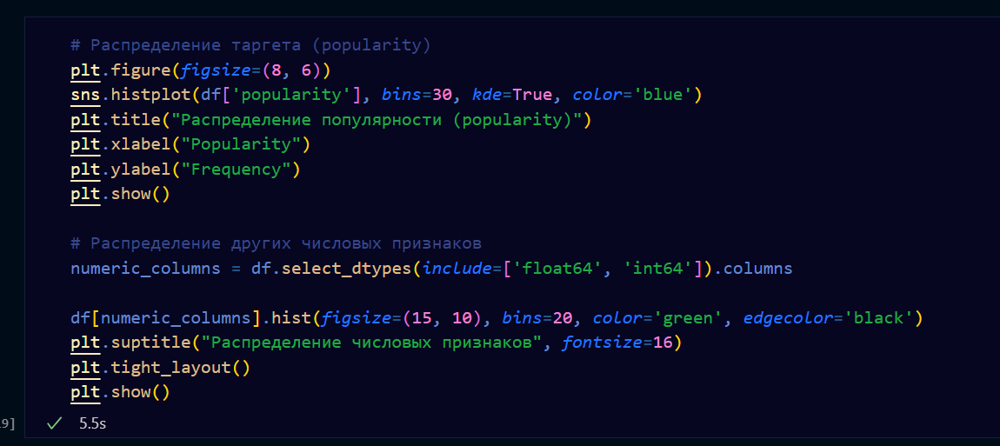 # Распределение таргета (popularity)
plt.figure(figsize=(8, 6))
sns.histplot(df['popularity'], bins=30, kde=True, color='blue')
plt.title("Распределение популярности (popularity)")
plt.xlabel("Popularity")
plt.ylabel("Frequency")
plt.show()
# Распределение других числовых признаков
numeric_columns = df.select_dtypes(include=['float64', 'int64']).columns
df[numeric_columns].hist(figsize=(15, 10), bins=20, color='green', edgecolor='black')
plt.suptitle("Распределение числовых признаков", fontsize=16)
plt.tight_layout()
plt.show()
9] ✓ 5.5s